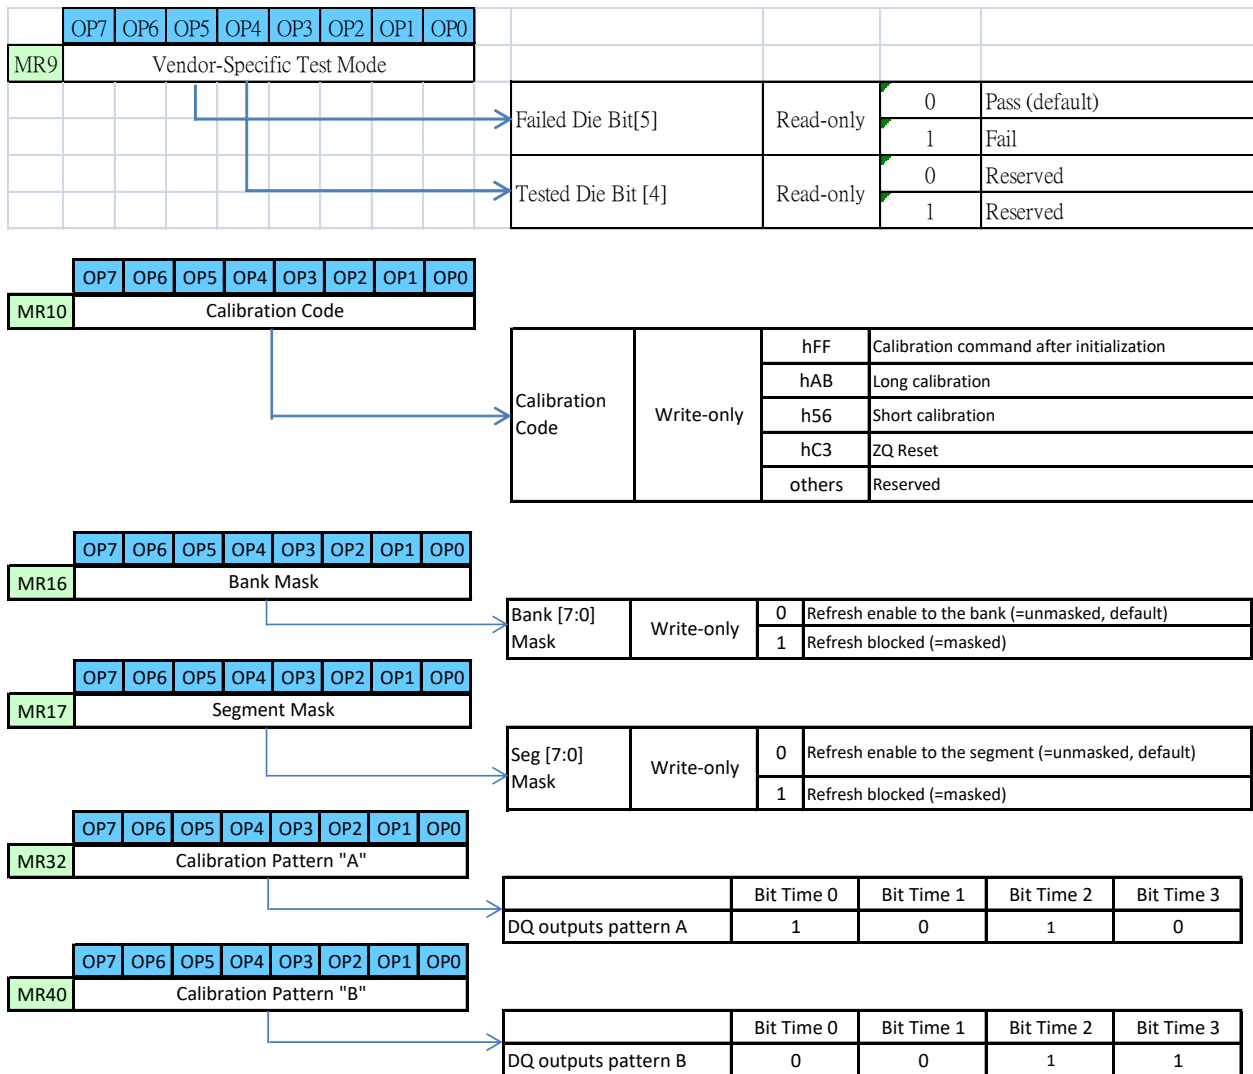 OP7 OP6 OP5 OP4 OP3 OP2 OP1 OP0
MR9 Vendor-Specific Test Mode
Failed Die Bit[5] Read-only 0 Pass (default)
1 Fail
Tested Die Bit [4] Read-only 0 Reserved
1 Reserved
OP7 OP6 OP5 OP4 OP3 OP2 OP1 OP0
MR10 Calibration Code
Calibration
Code
Write-only
hFF Calibration command after initialization
hAB Long calibration
h56 Short calibration
hC3 ZQ Reset
others Reserved
OP7 OP6 OP5 OP4 OP3 OP2 OP1 OP0
MR16 Bank Mask
Bank [7:0]
Mask
Write-only
0 Refresh enable to the bank (=unmasked, default)
1 Refresh blocked (=masked)
OP7 OP6 OP5 OP4 OP3 OP2 OP1 OP0
MR17 Segment Mask
Seg [7:0]
Mask
Write-only
0 Refresh enable to the segment (=unmasked, default)
1 Refresh blocked (=masked)
OP7 OP6 OP5 OP4 OP3 OP2 OP1 OP0
MR32 Calibration Pattern "A"
Bit Time 0 Bit Time 1 Bit Time 2 Bit Time 3
DQ outputs pattern A 1 0 1 0
OP7 OP6 OP5 OP4 OP3 OP2 OP1 OP0
MR40 Calibration Pattern "B"
Bit Time 0 Bit Time 1 Bit Time 2 Bit Time 3
DQ outputs pattern B 0 0 1 1